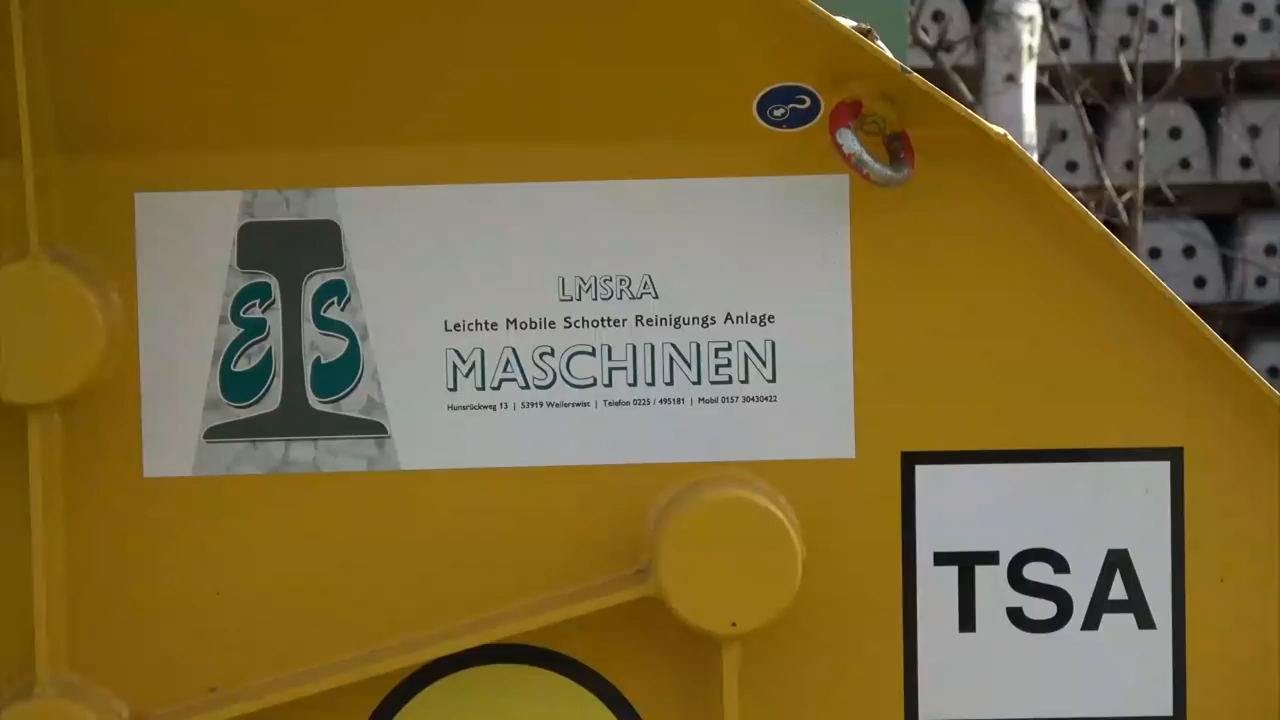 ES
LMSRA
Leichte Mobile Schotter Reinigungs Anlage
MASCHINEN
Hunsrückweg 13 | 53919 Weilerswist | Telefon 0225 / 495181 | Mobil 0157 30430422
TSA